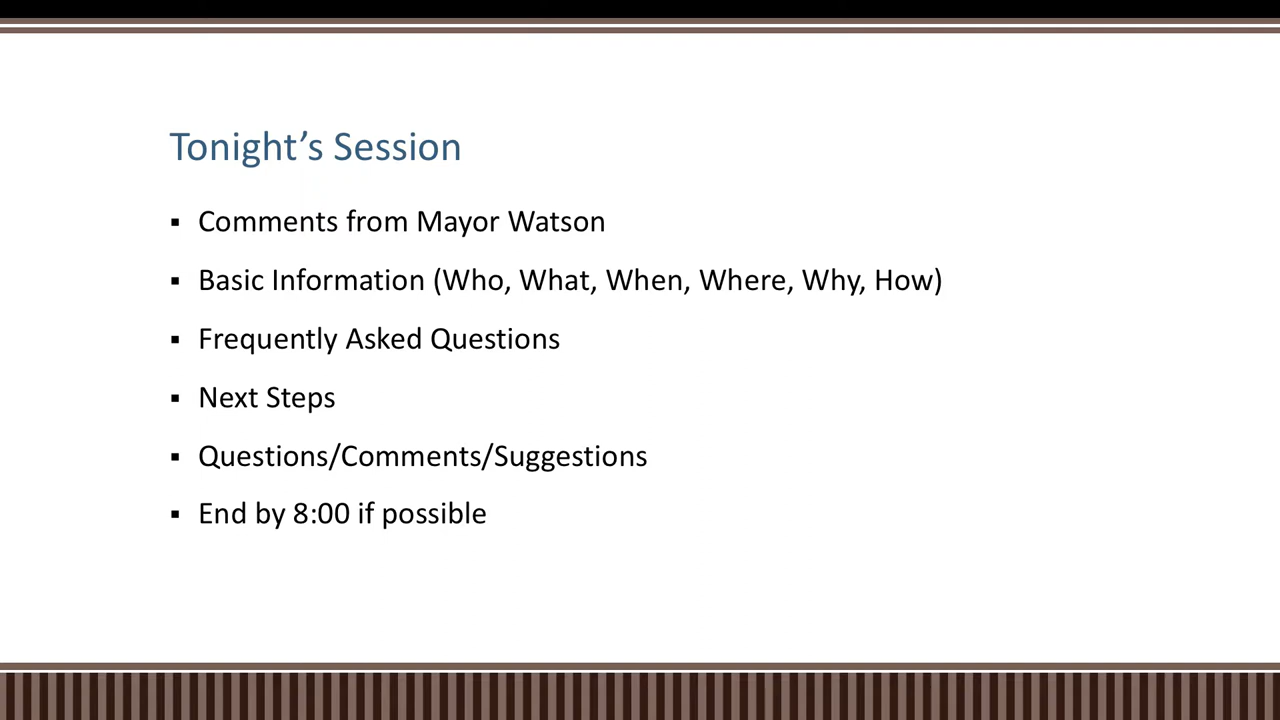 Tonight’s Session
▪ Comments from Mayor Watson
▪ Basic Information (Who, What, When, Where, Why, How)
▪ Frequently Asked Questions
▪ Next Steps
▪ Questions/Comments/Suggestions
▪ End by 8:00 if possible